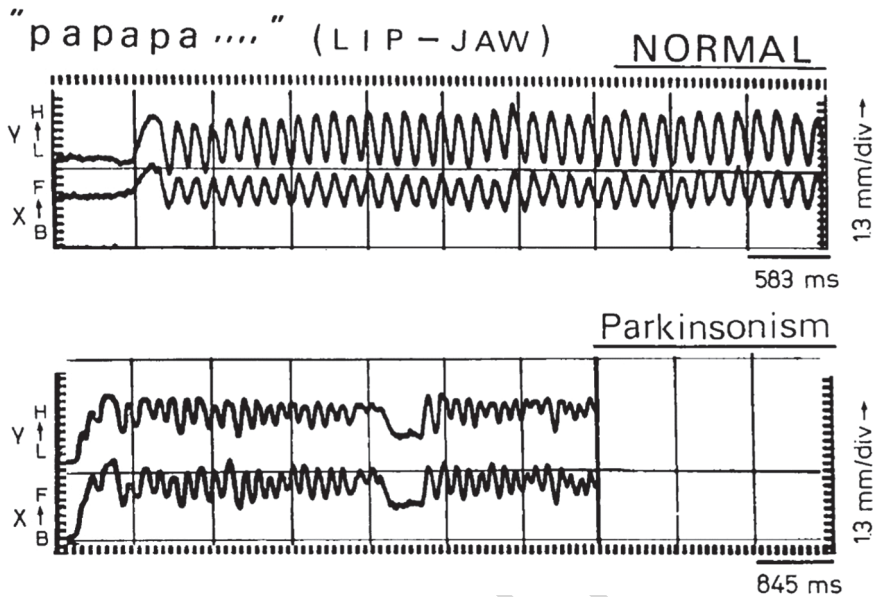 "papapa ....” (LIP-JAW) NORMAL
Y H↑L
X F↑B
1.3 mm/div→
583 ms
Parkinsonism
Y H↑L
X F↑B
1.3 mm/div→
845 ms